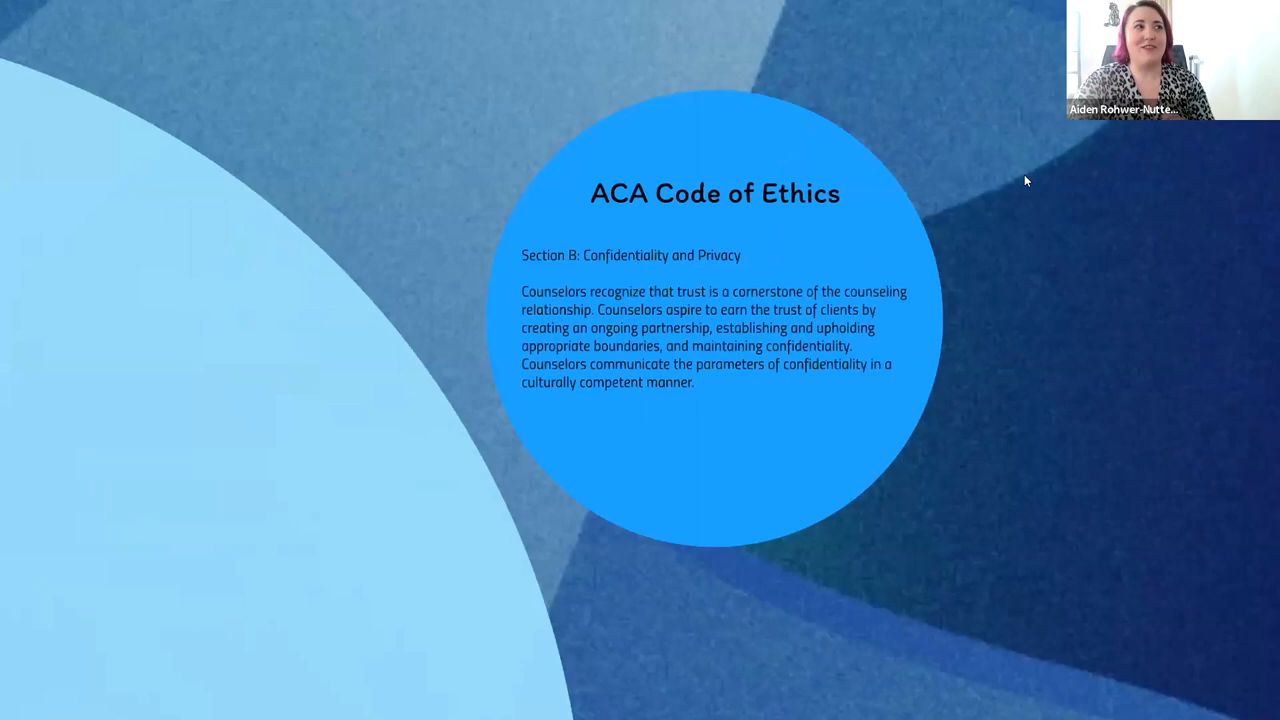 Aiden Rohwer-Nutte...
ACA Code of Ethics
Section B: Confidentiality and Privacy
Counselors recognize that trust is a cornerstone of the counseling
relationship. Counselors aspire to earn the trust of clients by
creating an ongoing partnership, establishing and upholding
appropriate boundaries, and maintaining confidentiality.
Counselors communicate the parameters of confidentiality in a
culturally competent manner.